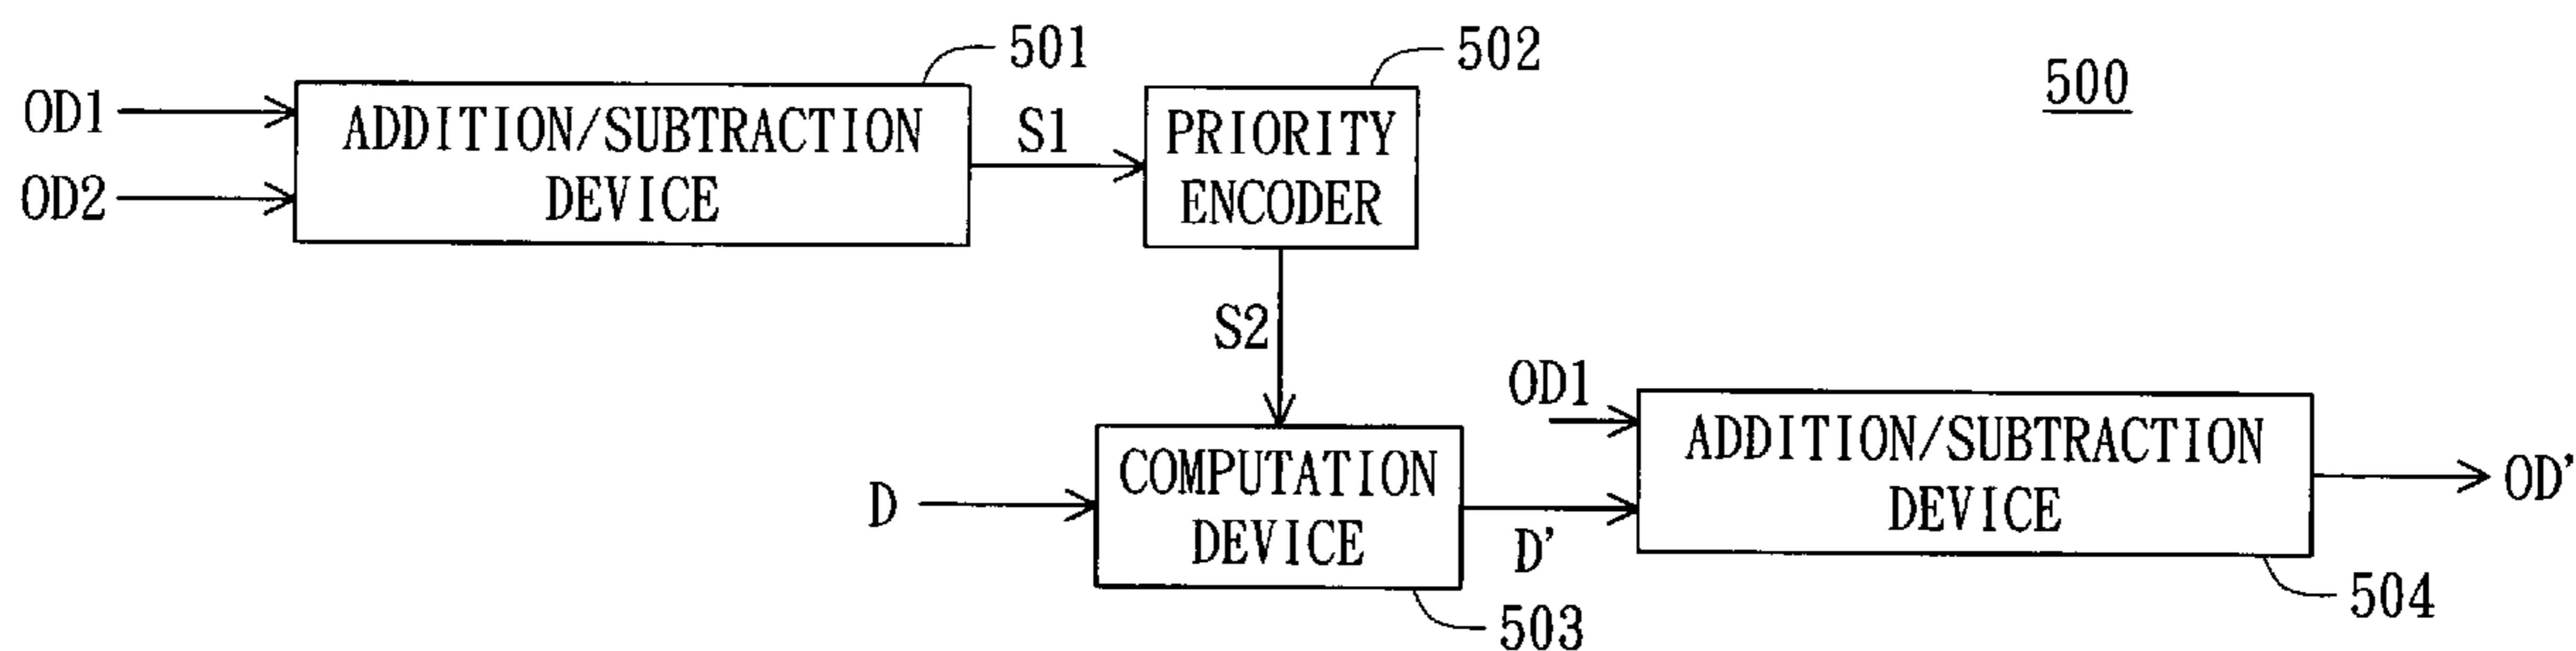 501
502
500
OD1
OD2
ADDITION/SUBTRACTION
DEVICE
S1
PRIORITY
ENCODER
S2
OD1
D
COMPUTATION
DEVICE
D'
ADDITION/SUBTRACTION
DEVICE
OD'
503
504